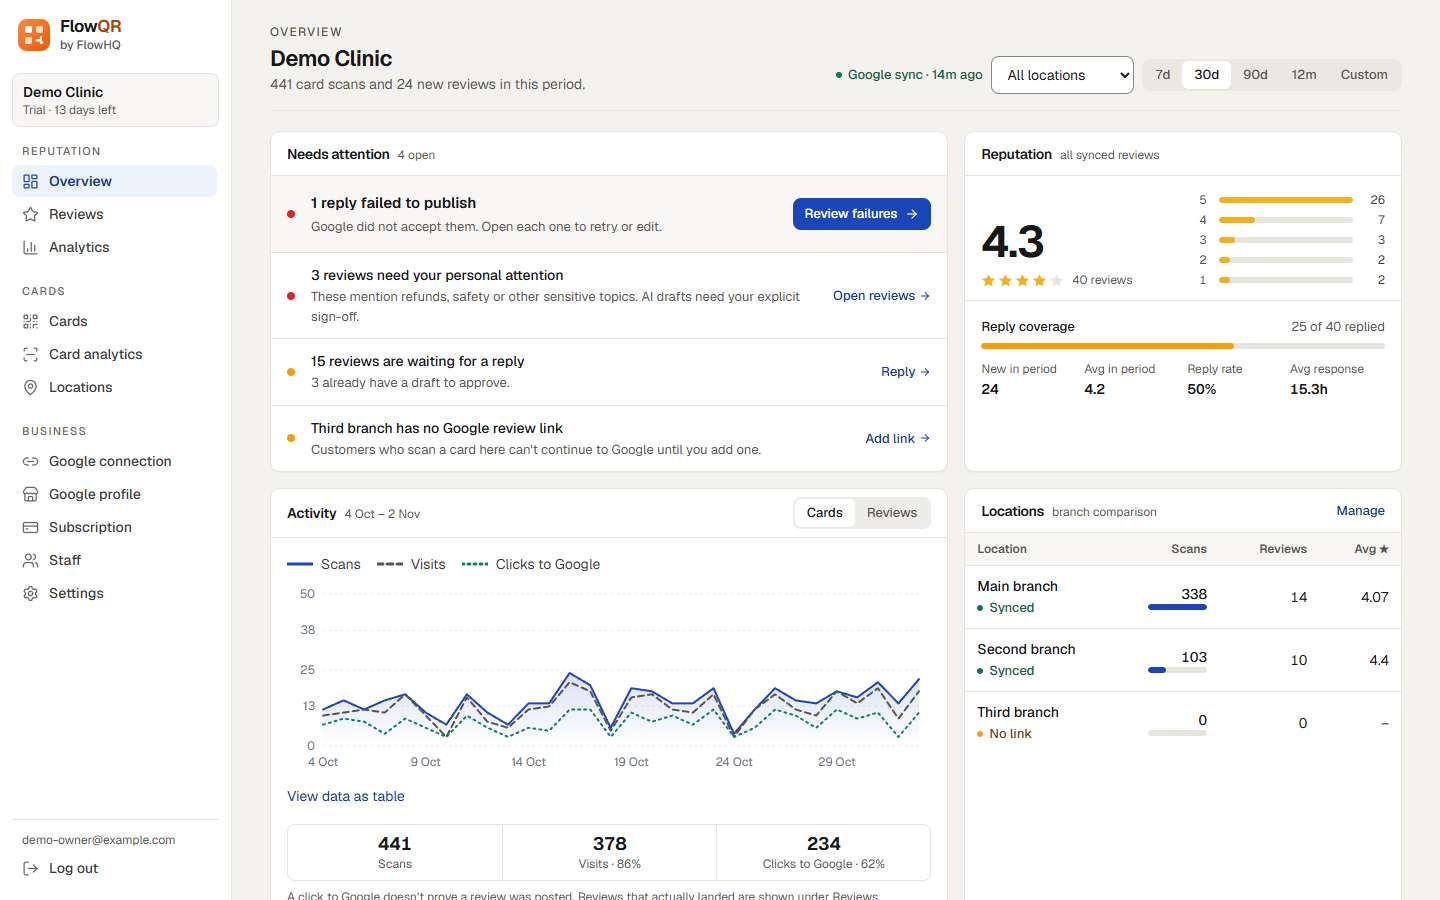 FlowQR
by FlowHQ
Demo Clinic
Trial · 13 days left
REPUTATION
Overview
Reviews
Analytics
CARDS
Cards
Card analytics
Locations
BUSINESS
Google connection
Google profile
Subscription
Staff
Settings
demo-owner@example.com
Log out
OVERVIEW
Demo Clinic
441 card scans and 24 new reviews in this period.
Google sync · 14m ago
All locations
7d 30d 90d 12m Custom
Needs attention 4 open
1 reply failed to publish
Google did not accept them. Open each one to retry or edit.
Review failures →
3 reviews need your personal attention
These mention refunds, safety or other sensitive topics. AI drafts need your explicit
sign-off.
Open reviews →
15 reviews are waiting for a reply
3 already have a draft to approve.
Reply →
Third branch has no Google review link
Customers who scan a card here can't continue to Google until you add one.
Add link →
Reputation all synced reviews
4.3
40 reviews
5 26
4 7
3 3
2 2
1 2
Reply coverage 25 of 40 replied
New in period Avg in period Reply rate Avg response
24 4.2 50% 15.3h
Activity 4 Oct – 2 Nov
Cards Reviews
Scans Visits Clicks to Google
50
38
25
13
0
4 Oct 9 Oct 14 Oct 19 Oct 24 Oct 29 Oct
View data as table
441 378 234
Scans Visits · 86% Clicks to Google · 62%
A click to Google doesn't prove a review was posted. Reviews that actually landed are shown under Reviews.
Locations branch comparison Manage
Location Scans Reviews Avg ★
Main branch 338 14 4.07
Synced
Second branch 103 10 4.4
Synced
Third branch 0 0 –
No link